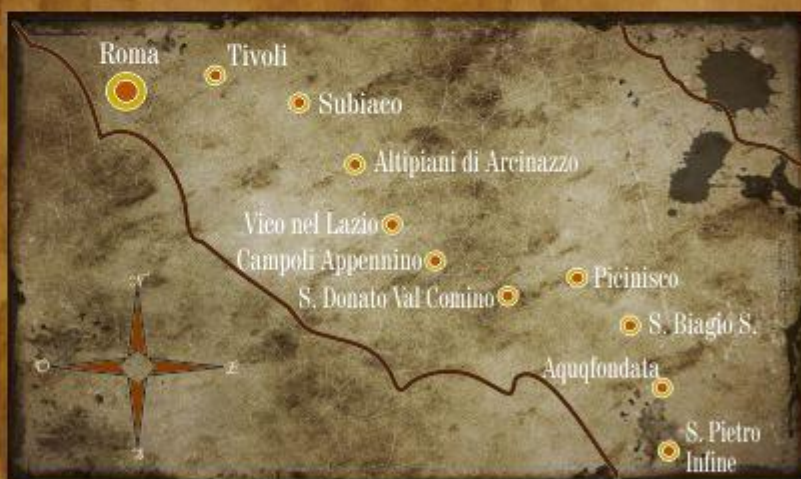 Roma
Tivoli
Subiaco
Altipiani di Arcinazzo
Vico nel Lazio
Campoli Appennino
Picinisco
S. Donato Val Comino
S. Biagio S.
Aquqfondata
S. Pietro
Infine
N
O
E
S